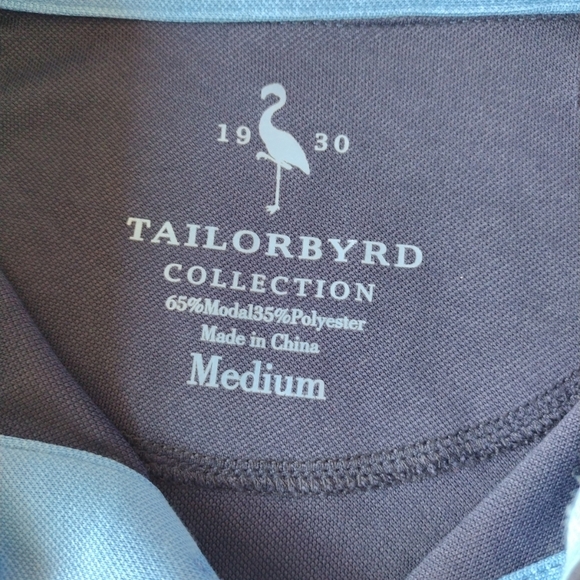 19 30
TAILORBYRD
COLLECTION
65%Modal35%Polyester
Made in China
Medium